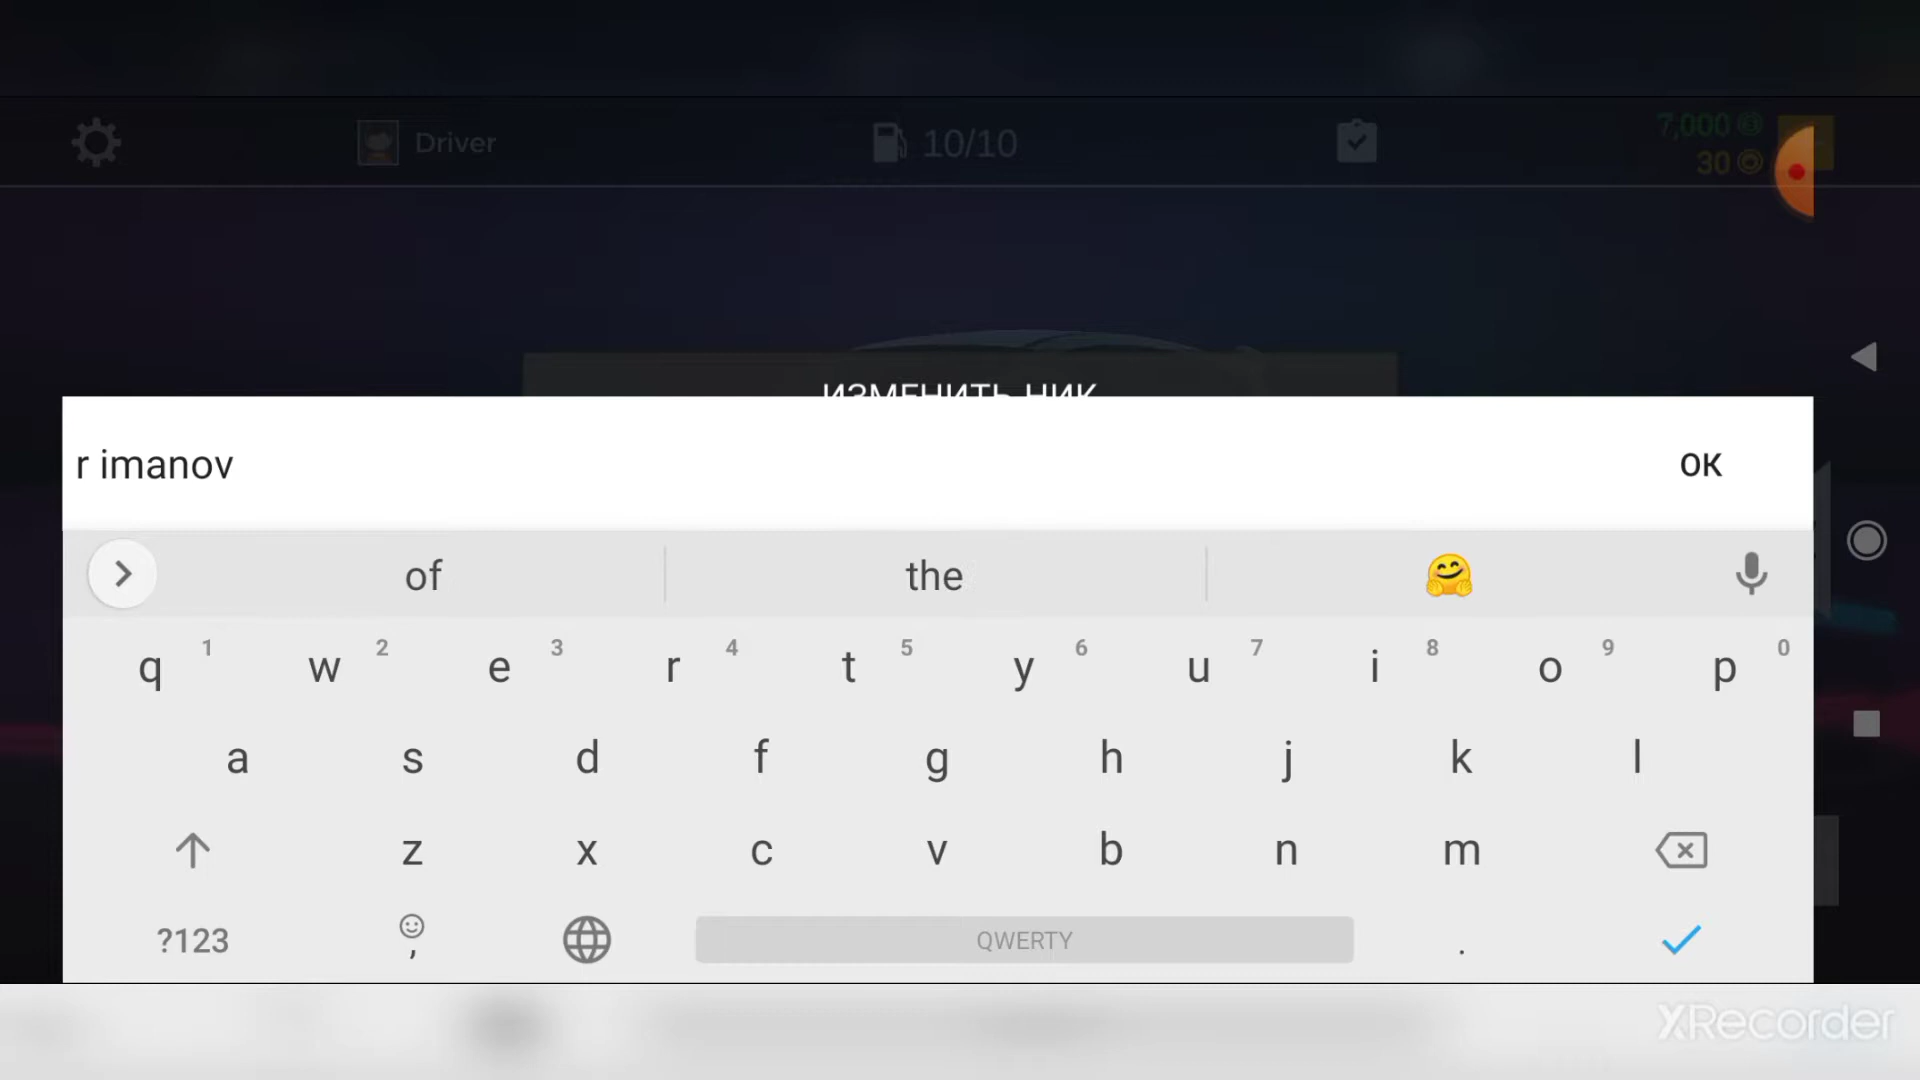 Driver
10/10
7,000
30
ИЗМЕНИТЬ НИК
r imanov
ОК
of
the
q 1 w 2 e 3 r 4 t 5 y 6 u 7 i 8 o 9 p 0
a s d f g h j k l
z x c v b n m
?123 , QWERTY .
XRecorder